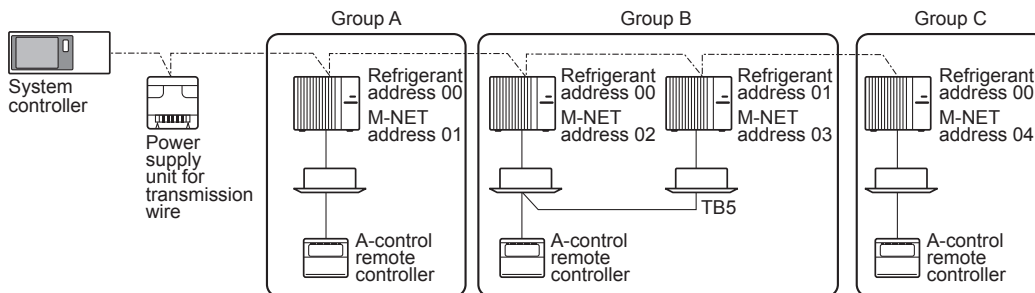 Group A
Group B
Group C
System
controller
Power
supply
unit for
transmission
wire
Refrigerant
address 00
M-NET
address 01
A-control
remote
controller
Refrigerant
address 00
M-NET
address 02
Refrigerant
address 01
M-NET
address 03
TB5
A-control
remote
controller
Refrigerant
address 00
M-NET
address 04
A-control
remote
controller